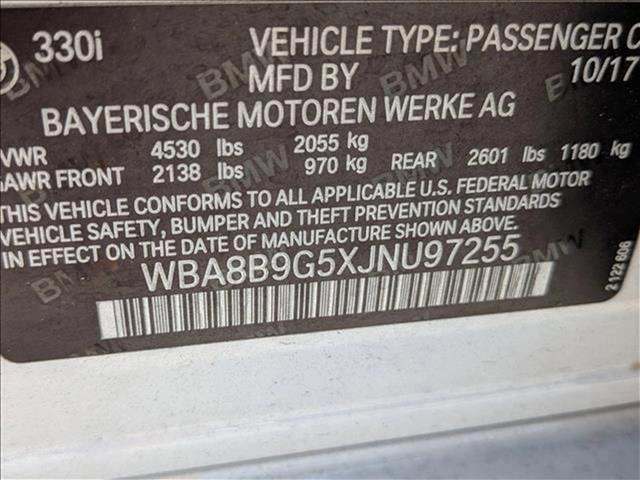 330i VEHICLE TYPE: PASSENGER C
MFD BY 10/17
BAYERISCHE MOTOREN WERKE AG
VWR 4530 lbs 2055 kg
AWR FRONT 2138 lbs 970 kg REAR 2601 lbs 1180 kg
THIS VEHICLE CONFORMS TO ALL APPLICABLE U.S. FEDERAL MOTOR
VEHICLE SAFETY, BUMPER AND THEFT PREVENTION STANDARDS
IN EFFECT ON THE DATE OF MANUFACTURE SHOWN ABOVE.
WBA8B9G5XJNU97255
2 122 606